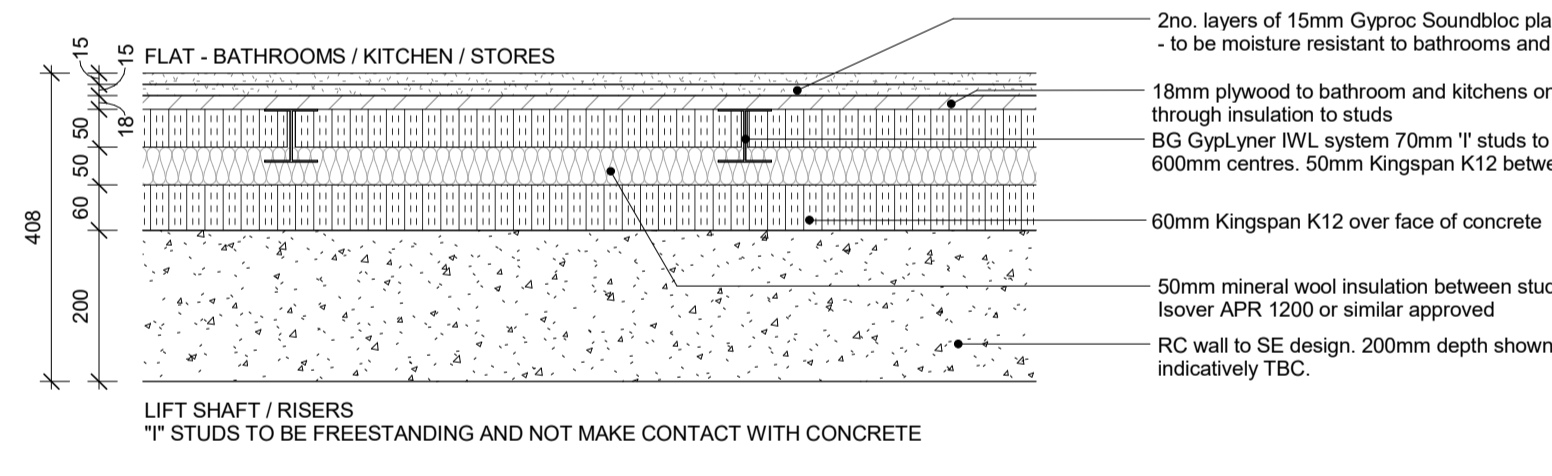 2no. layers of 15mm Gyproc Soundbloc
- to be moisture resistant to bathrooms and
FLAT - BATHROOMS / KITCHEN / STORES
15
15
18mm plywood to bathroom and kitchens
through insulation to studs
18
50
BG GypLyner IWL system 70mm 'I' studs to
600mm centres. 50mm Kingspan K12
50
60
60mm Kingspan K12 over face of concrete
408
200
50mm mineral wool insulation between
Isover APR 1200 or similar approved
RC wall to SE design. 200mm depth shown
indicatively TBC.
LIFT SHAFT / RISERS
"I" STUDS TO BE FREESTANDING AND NOT MAKE CONTACT WITH CONCRETE